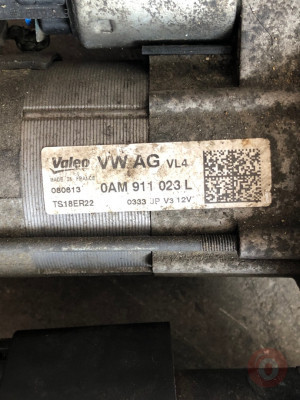 Valeo VW AG VL4
MADE IN FRANCE
080613 0AM 911 023 L
TS18ER22 0333 JP V3 12V